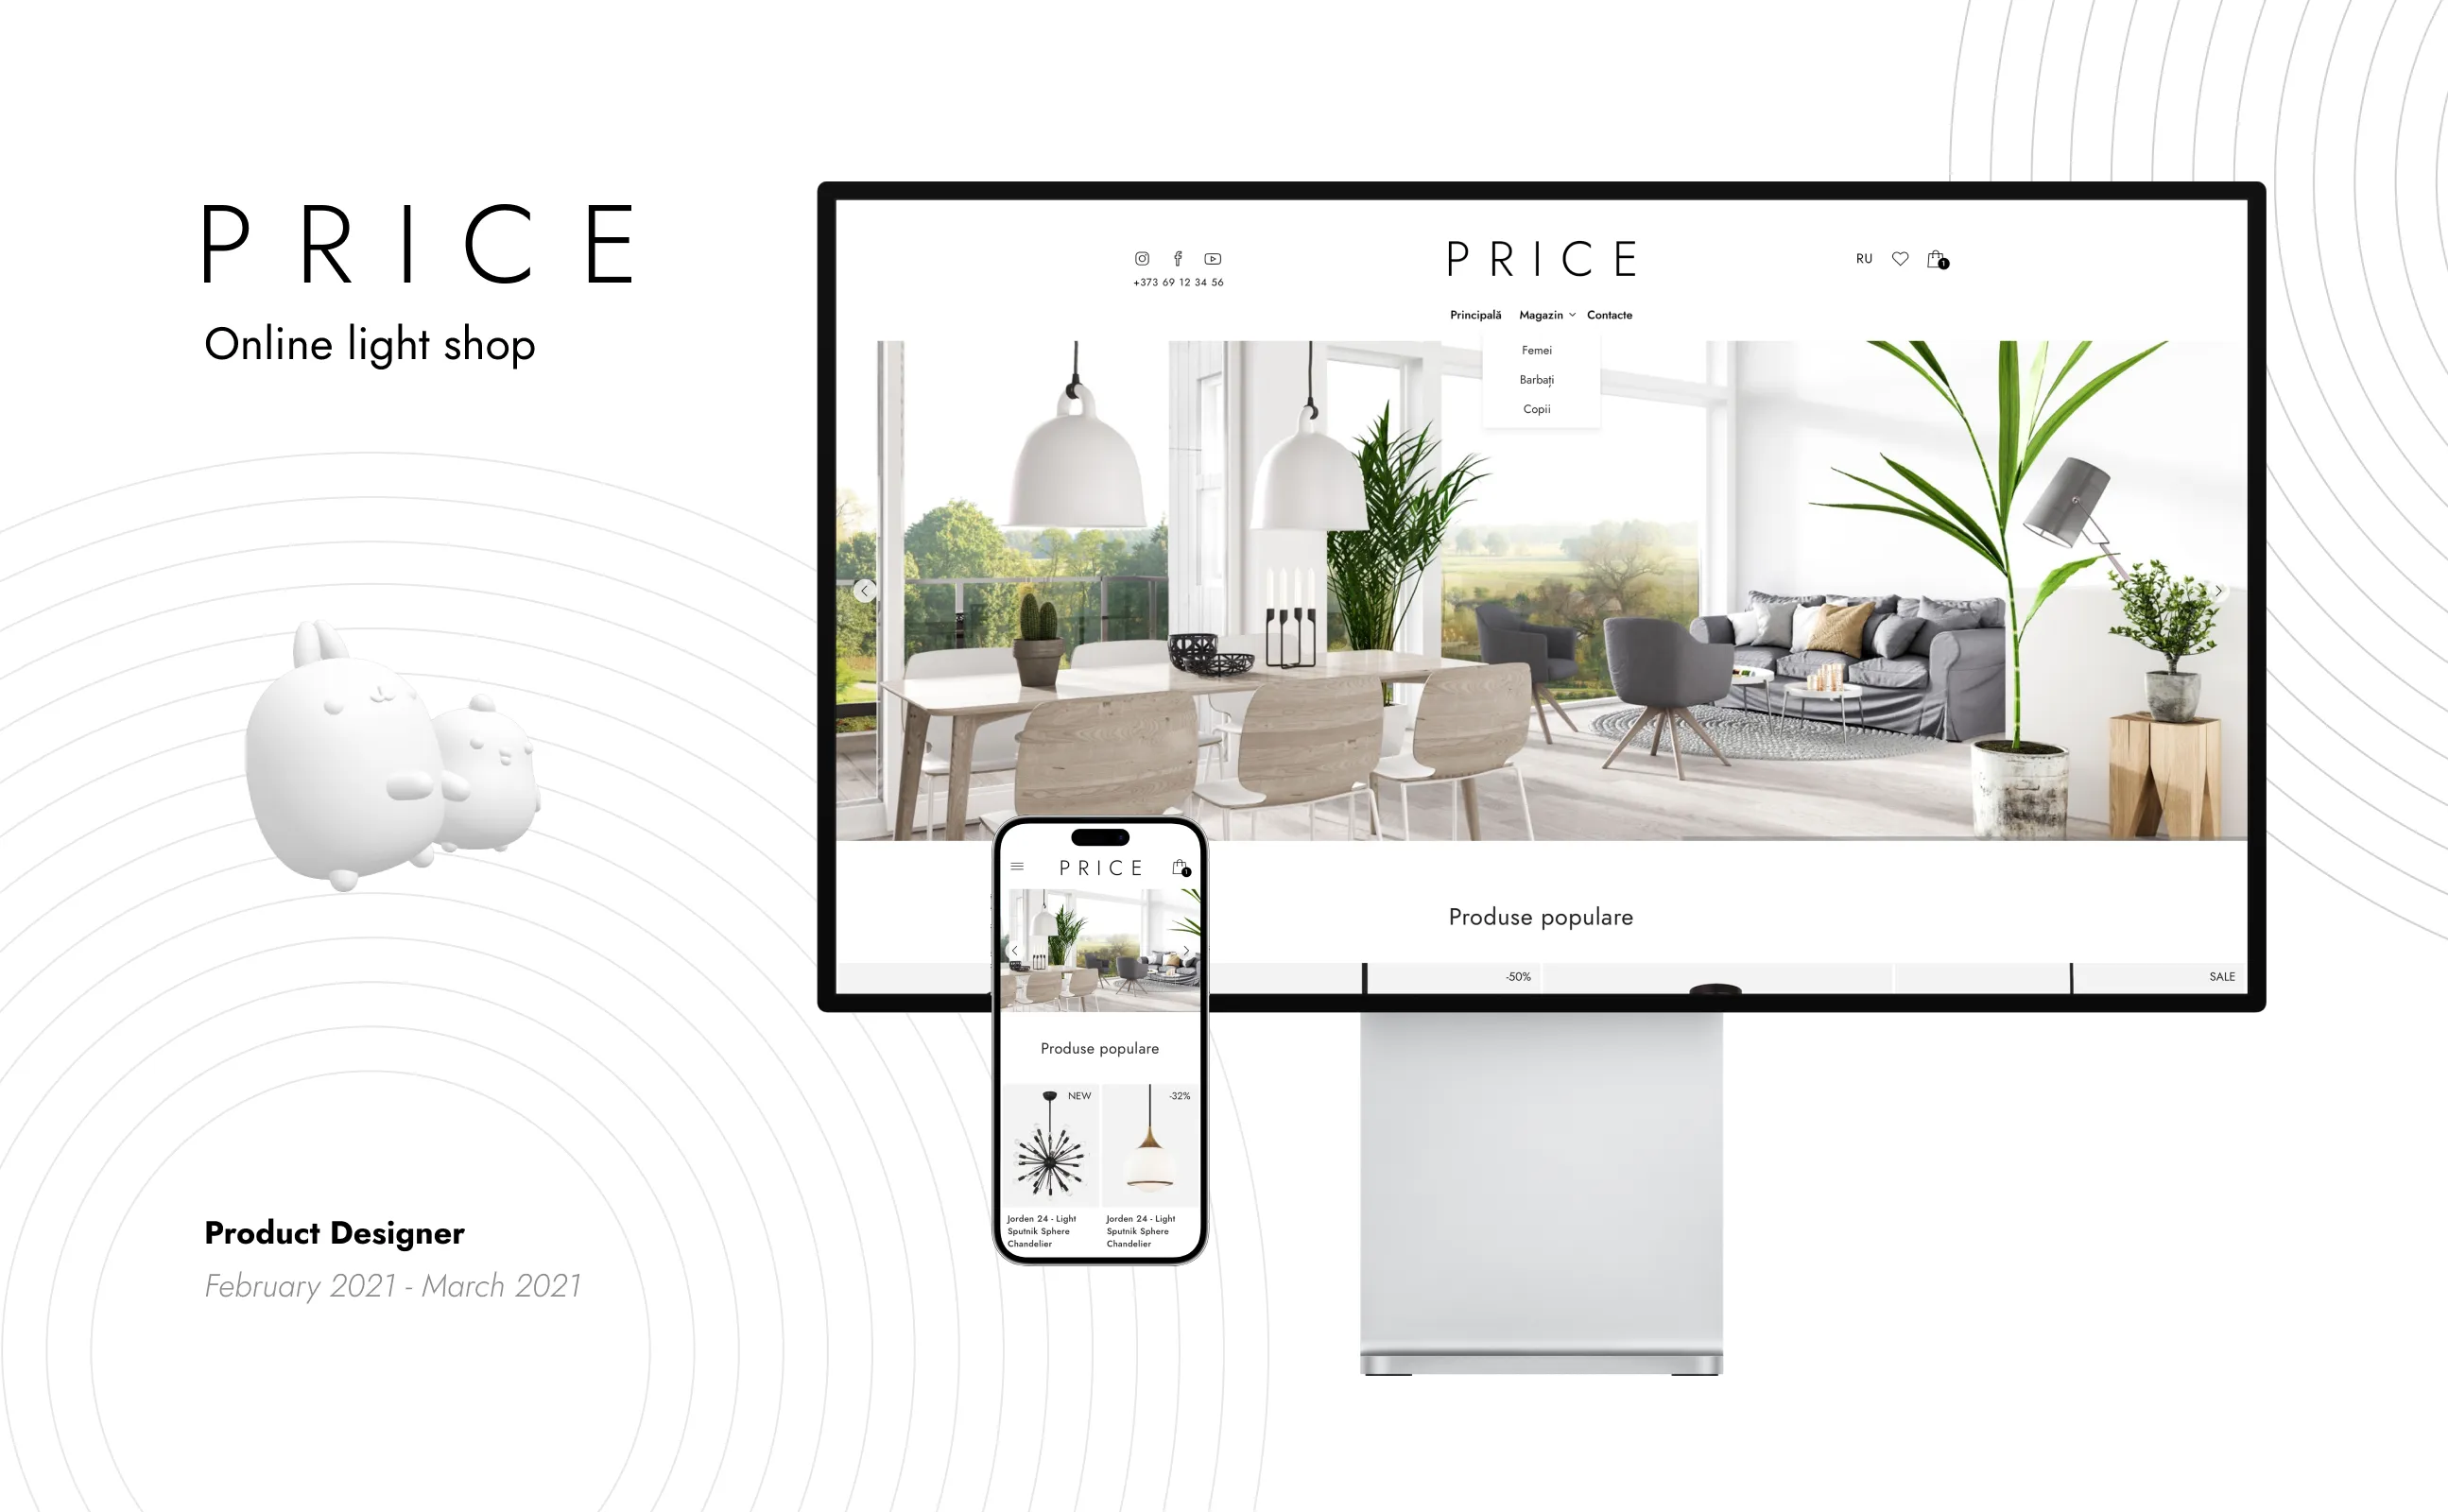 PRICE
Online light shop
Product Designer
February 2021 - March 2021
+373 69 12 34 56
PRICE
RU
1
Principală Magazin Contacte
Femei
Barbați
Copii
Produse populare
-50%
SALE
PRICE
1
Produse populare
NEW
-32%
Jorden 24 - Light
Sputnik Sphere
Chandelier
Jorden 24 - Light
Sputnik Sphere
Chandelier